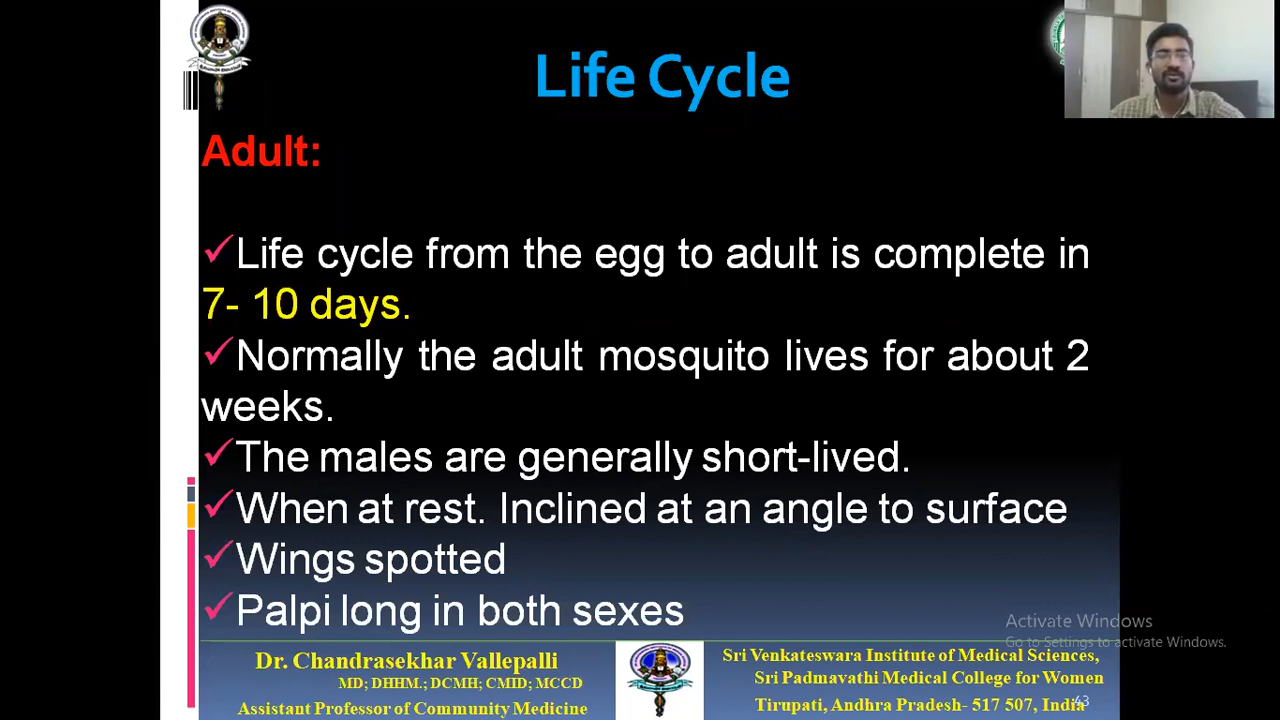 Life Cycle
Adult:
✓Life cycle from the egg to adult is complete in
7- 10 days.
✓Normally the adult mosquito lives for about 2
weeks.
✓The males are generally short-lived.
✓When at rest. Inclined at an angle to surface
✓Wings spotted
✓Palpi long in both sexes
Activate Windows
Go to Settings to activate Windows.
Dr. Chandrasekhar Vallepalli
MD; DHHM.; DCMH; CMID; MCCD
Assistant Professor of Community Medicine
Sri Venkateswara Institute of Medical Sciences,
Sri Padmavathi Medical College for Women
Tirupati, Andhra Pradesh- 517 507, India
63